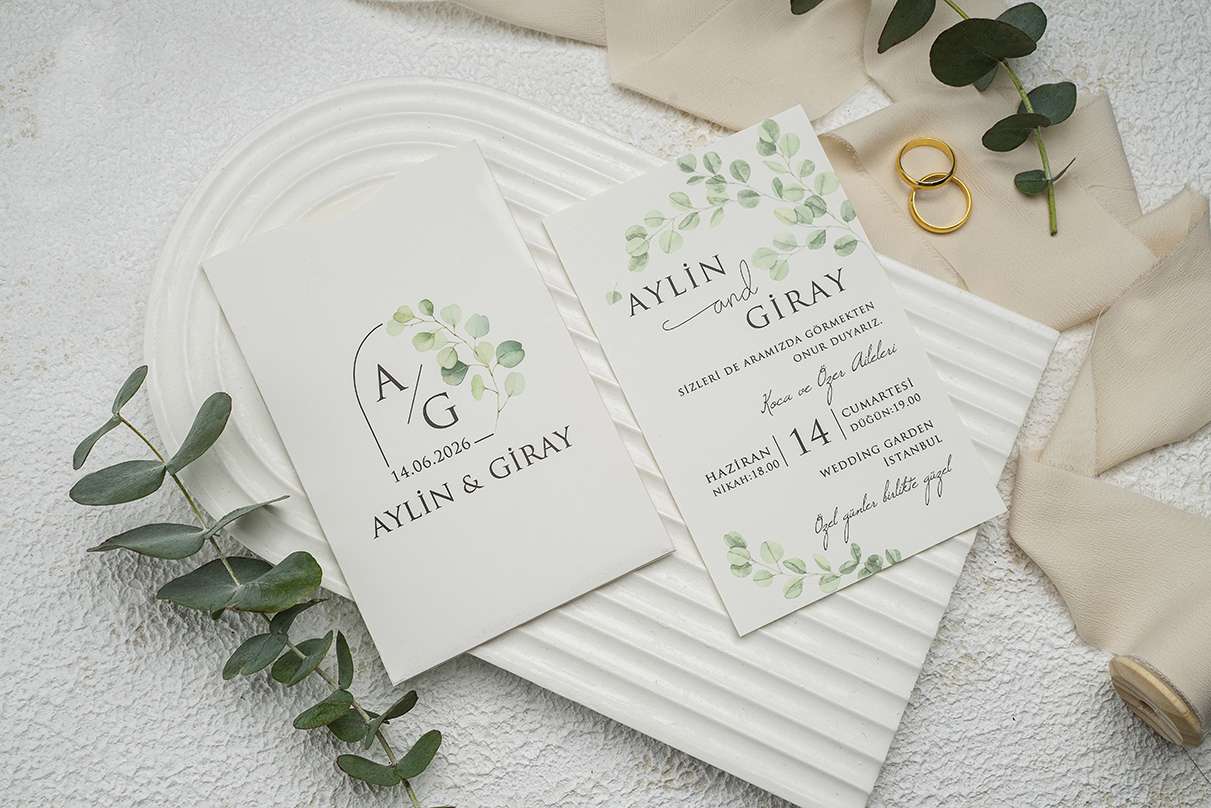 A/G
14.06.2026
AYLİN & GİRAY
AYLİN
and
GİRAY
SİZLERİ DE ARAMIZDA GÖRMEKTEN
ONUR DUYARIZ.
Koca ve Özer Aileleri
HAZİRAN
NİKAH:18.00
14
CUMARTESİ
DÜĞÜN:19.00
WEDDING GARDEN
İSTANBUL
Özel günler birlikte güzel